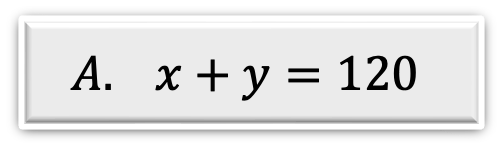 A. x + y = 120